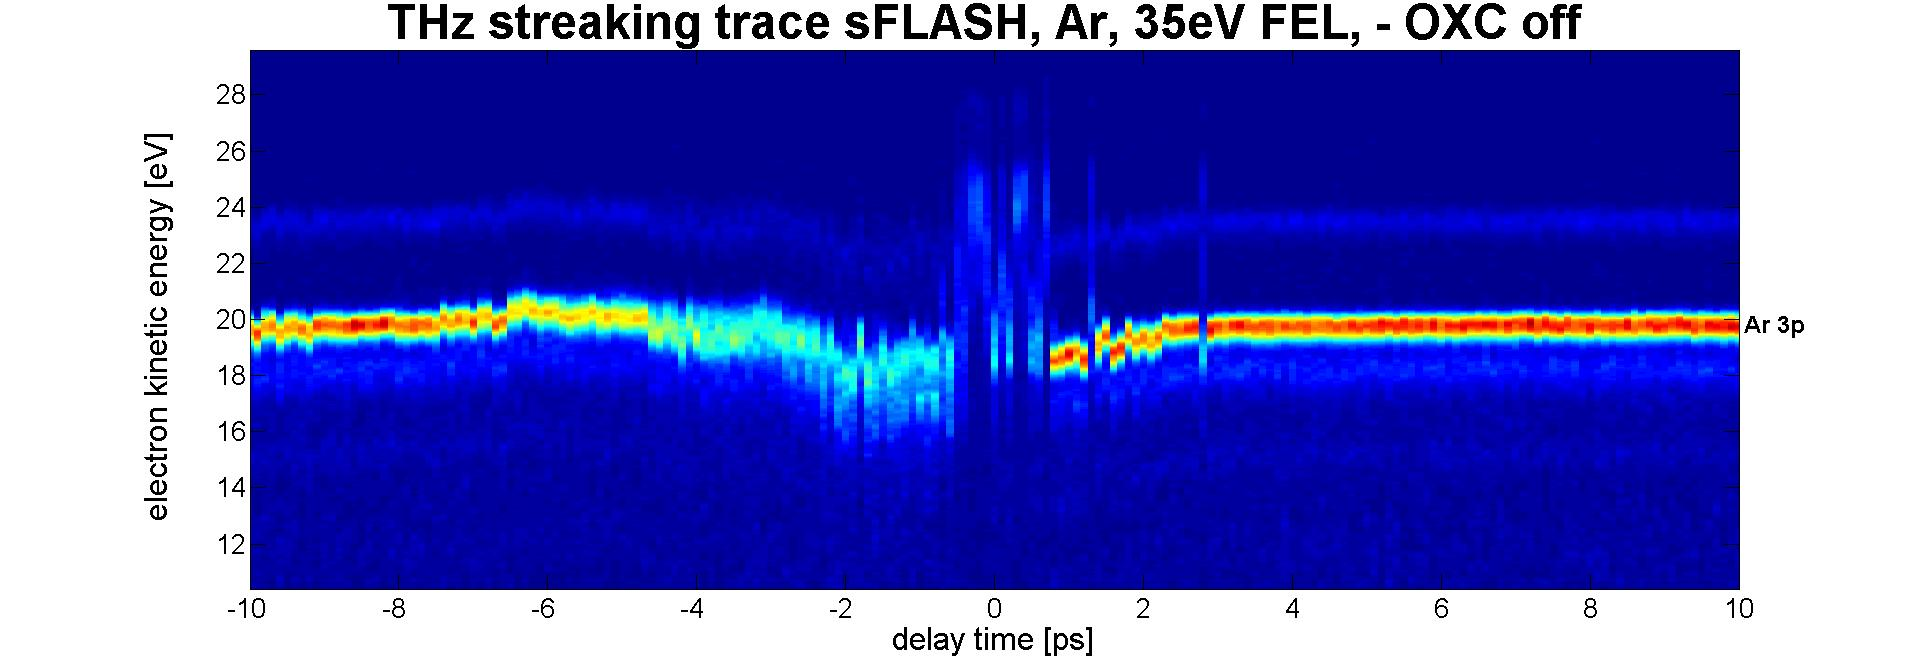 THz streaking trace sFLASH, Ar, 35eV FEL, - OXC off
electron kinetic energy [eV]
28
26
24
22
20
18
16
14
12
Ar 3p
-10 -8 -6 -4 -2 0 2 4 6 8 10
delay time [ps]